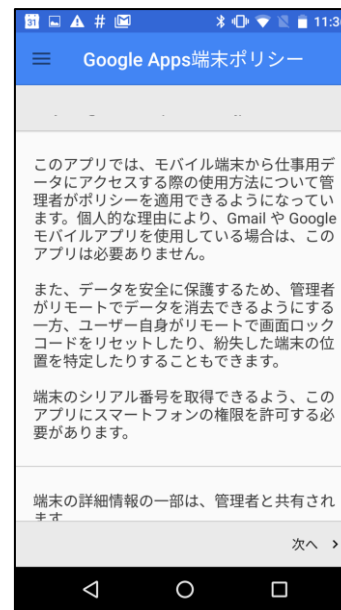 31 # 11:3
Google Apps端末ポリシー
このアプリでは、モバイル端末から仕事用デ
ータにアクセスする際の使用方法について管
理者がポリシーを適用できるようになってい
ます。個人的な理由により、Gmail や Google
モバイルアプリを使用している場合は、この
アプリは必要ありません。
また、データを安全に保護するため、管理者
がリモートでデータを消去できるようにする
一方、ユーザー自身がリモートで画面ロック
コードをリセットしたり、紛失した端末の位
置を特定したりすることもできます。
端末のシリアル番号を取得できるよう、この
アプリにスマートフォンの権限を許可する必
要があります。
端末の詳細情報の一部は、管理者と共有され
ます
次へ